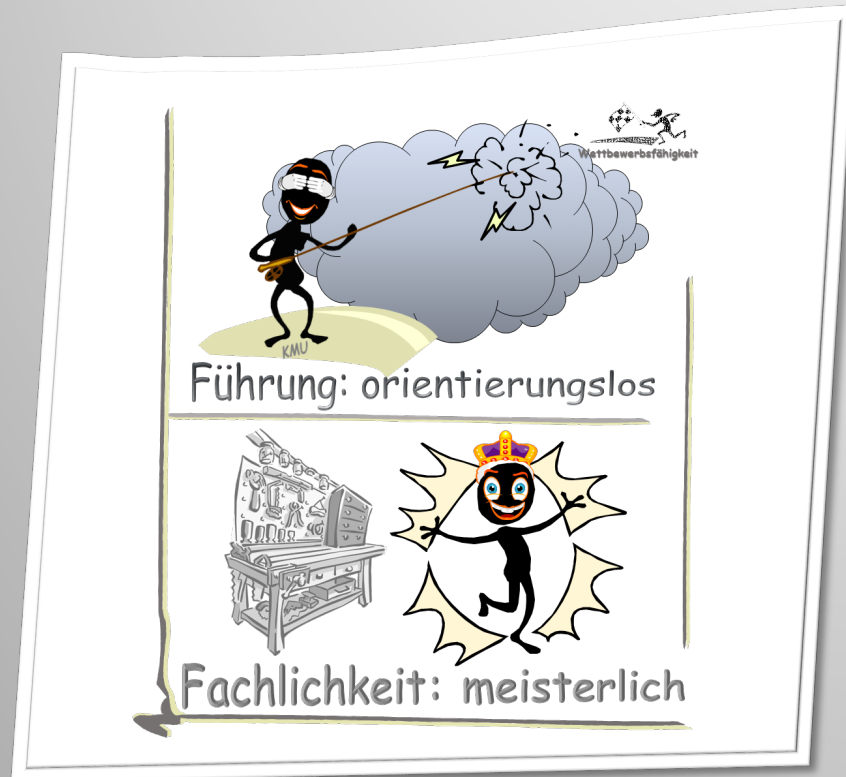 Wettbewerbsfähigkeit
KMU
Führung: orientierungslos
Fachlichkeit: meisterlich